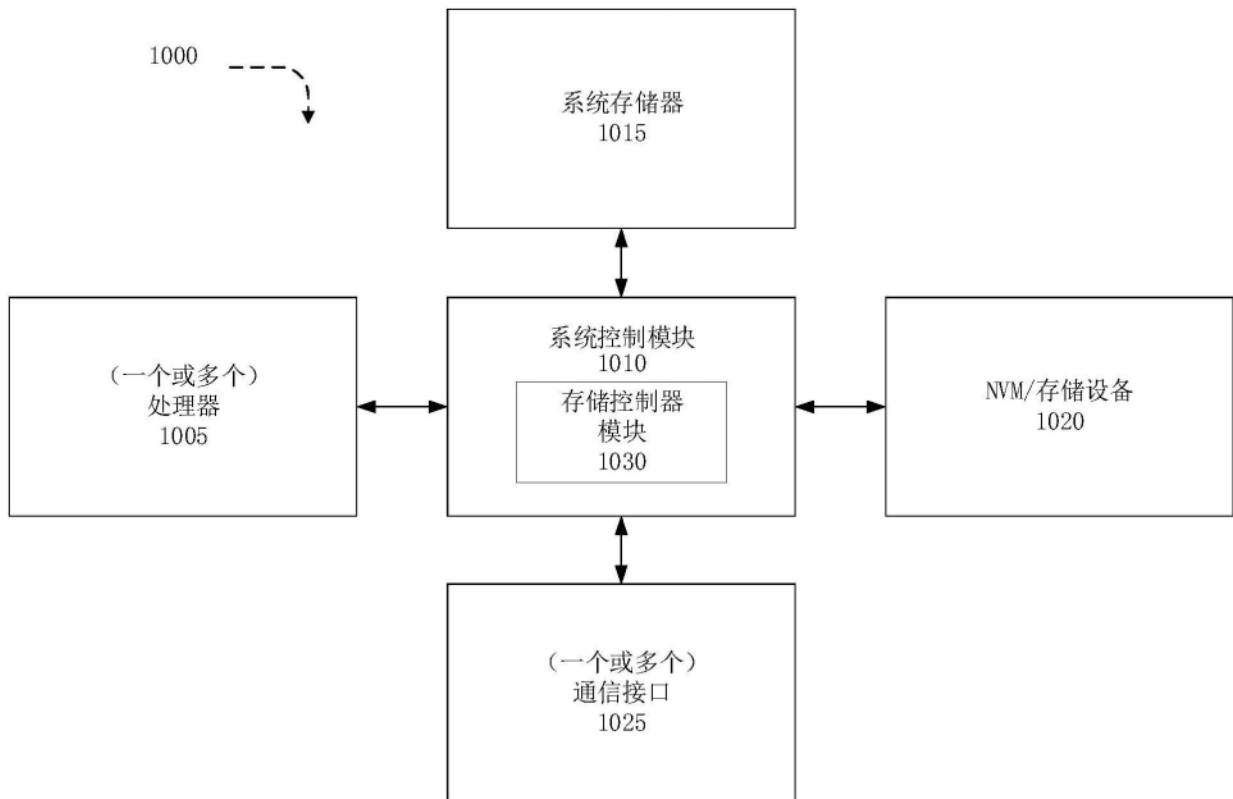 1000
系统存储器
1015
（一个或多个）
处理器
1005
系统控制模块
1010
存储控制器
模块
1030
NVM/存储设备
1020
（一个或多个）
通信接口
1025